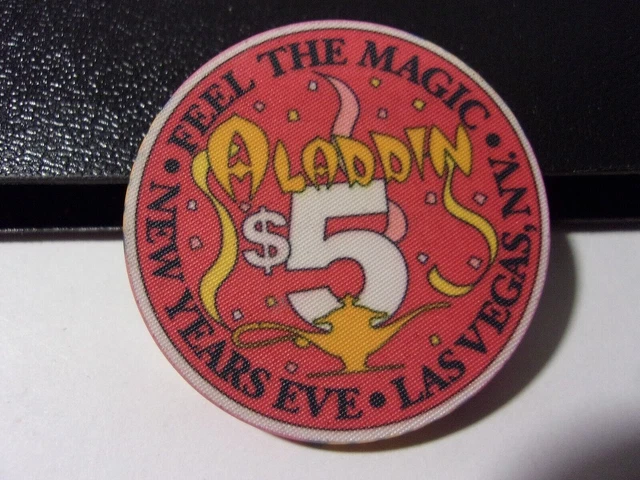 • FEEL THE MAGIC •
ALADDIN
$5
NEW YEARS EVE • LAS VEGAS, NV.